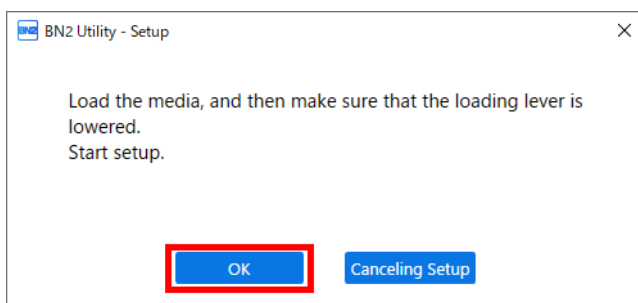 BN2 BN2 Utility - Setup
Load the media, and then make sure that the loading lever is
lowered.
Start setup.
OK
Canceling Setup